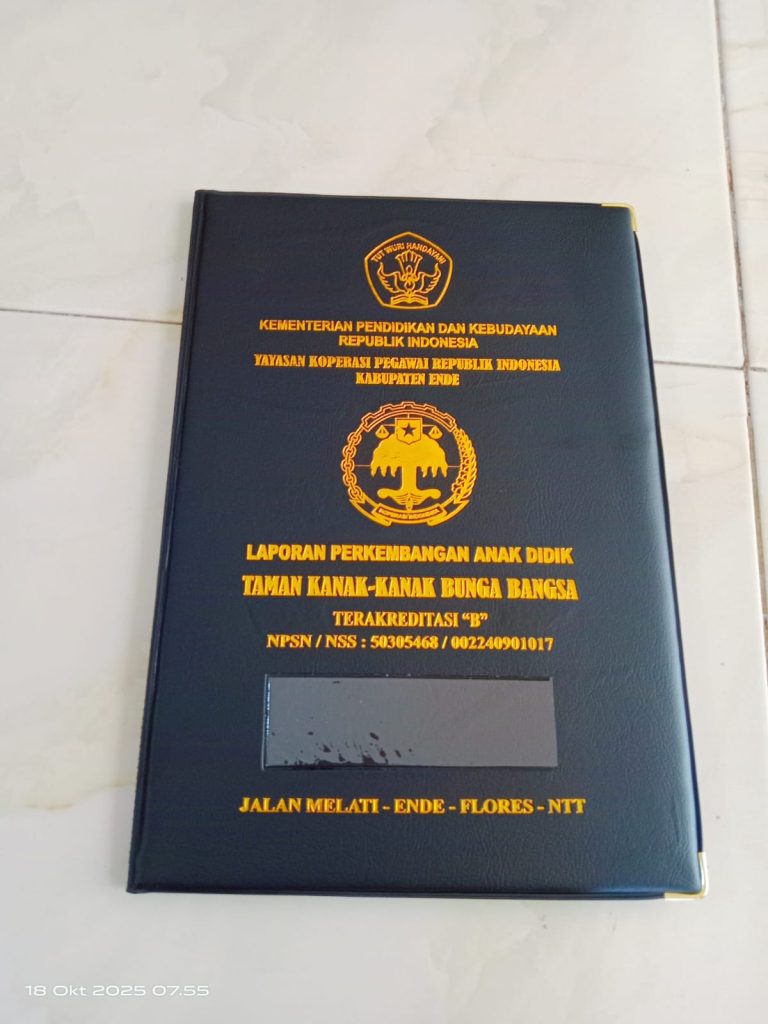 TUT WURI HANDAYANI
KEMENTERIAN PENDIDIKAN DAN KEBUDAYAAN
REPUBLIK INDONESIA
YAYASAN KOPERASI PEGAWAI REPUBLIK INDONESIA
KABUPATEN ENDE
KOPERASI INDONESIA
LAPORAN PERKEMBANGAN ANAK DIDIK
TAMAN KANAK-KANAK BUNGA BANGSA
TERAKREDITASI “B”
NPSN / NSS : 50305468 / 002240901017
JALAN MELATI - ENDE - FLORES - NTT
18 Okt 2025 07.55